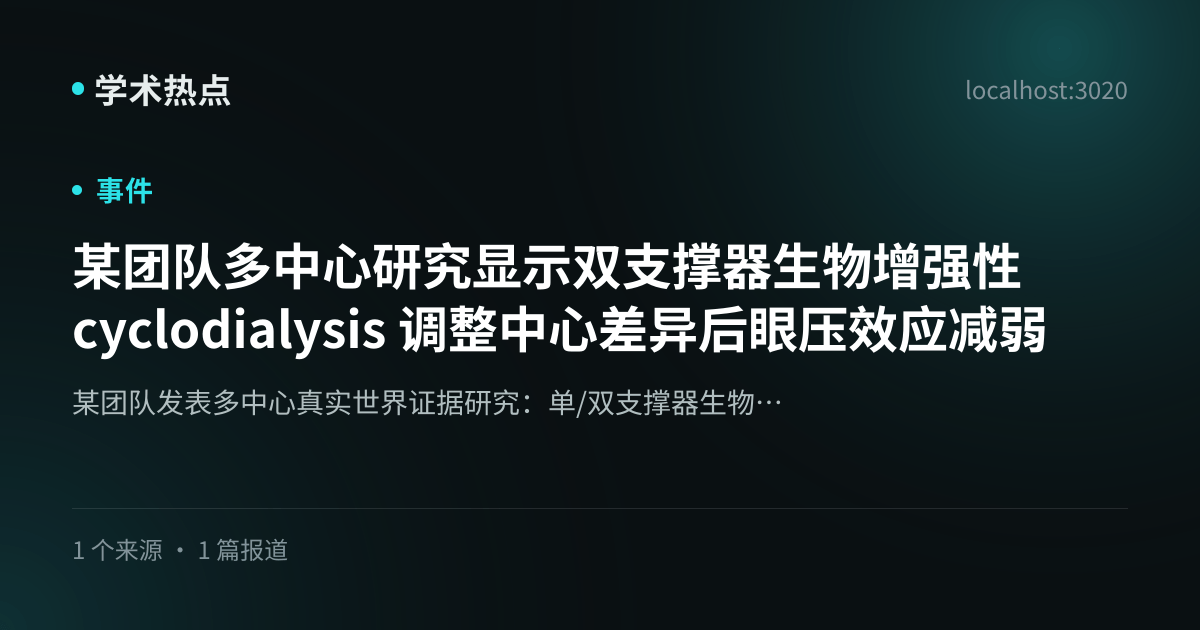 学术热点
localhost:3020
事件
某团队多中心研究显示双支撑器生物增强性
cyclodialysis 调整中心差异后眼压效应减弱
某团队发表多中心真实世界证据研究：单/双支撑器生物…
1 个来源 · 1 篇报道